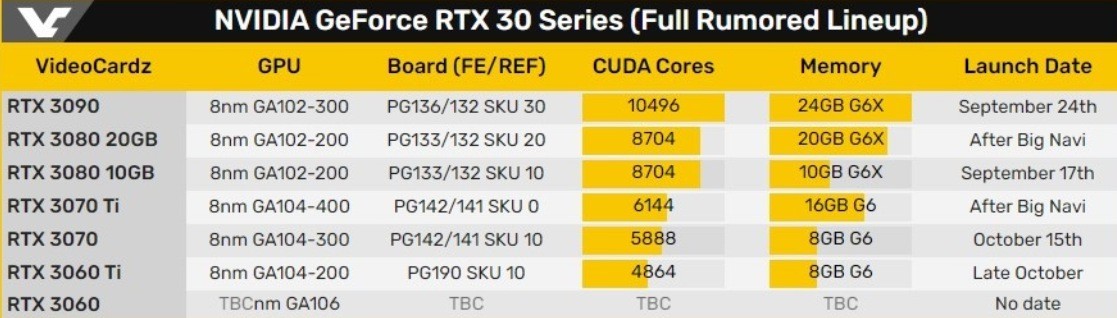 NVIDIA GeForce RTX 30 Series (Full Rumored Lineup)
VideoCardz GPU Board (FE/REF) CUDA Cores Memory Launch Date
RTX 3090 8nm GA102-300 PG136/132 SKU 30 10496 24GB G6X September 24th
RTX 3080 20GB 8nm GA102-200 PG133/132 SKU 20 8704 20GB G6X After Big Navi
RTX 3080 10GB 8nm GA102-200 PG133/132 SKU 10 8704 10GB G6X September 17th
RTX 3070 Ti 8nm GA104-400 PG142/141 SKU 0 6144 16GB G6 After Big Navi
RTX 3070 8nm GA104-300 PG142/141 SKU 10 5888 8GB G6 October 15th
RTX 3060 Ti 8nm GA104-200 PG190 SKU 10 4864 8GB G6 Late October
RTX 3060 TBCnm GA106 TBC TBC TBC No date